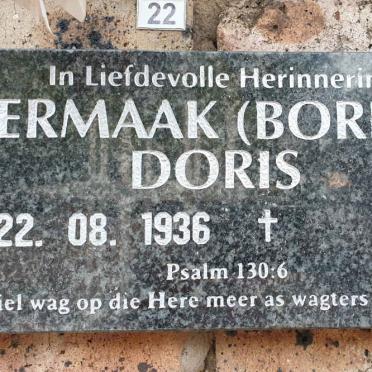 22
In Liefdevolle Herinnerin
ERMAAK (BOR
DORIS
22. 08. 1936 †
Psalm 130:6
iel wag op die Here meer as wagters